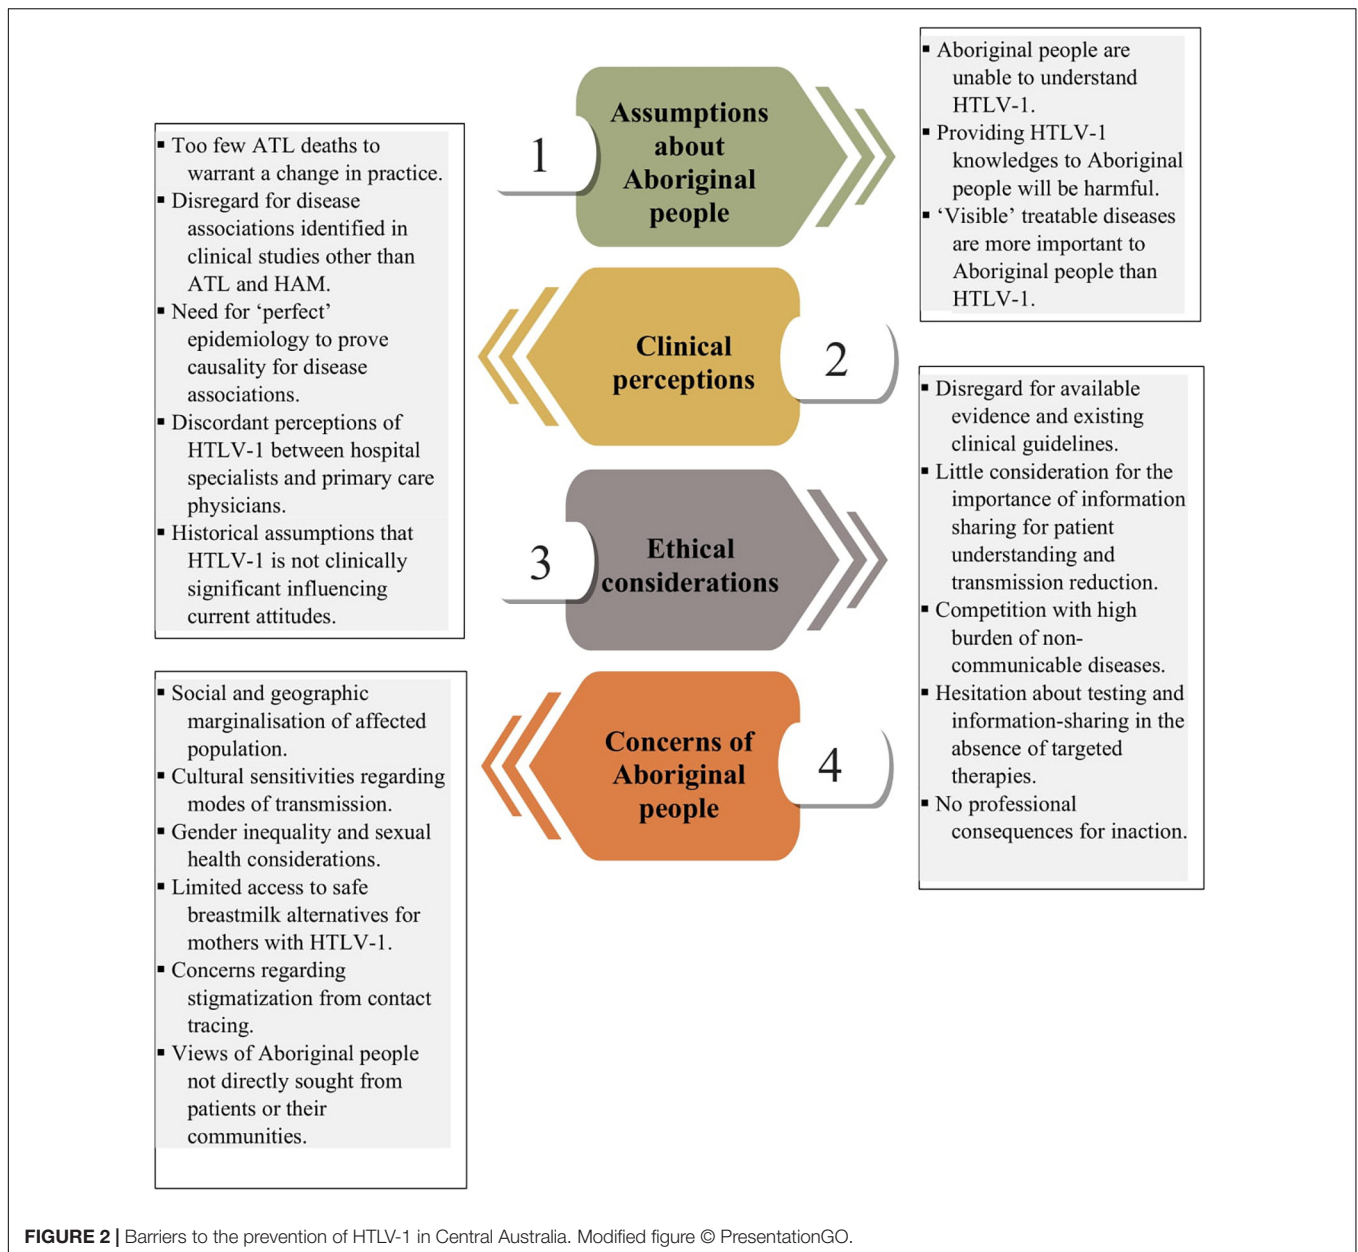 1
Assumptions
about
Aboriginal
people
▪ Aboriginal people are
unable to understand
HTLV-1.
▪ Providing HTLV-1
knowledges to Aboriginal
people will be harmful.
▪ ‘Visible’ treatable diseases
are more important to
Aboriginal people than
HTLV-1.
Clinical
perceptions
2
▪ Too few ATL deaths to
warrant a change in practice.
▪ Disregard for disease
associations identified in
clinical studies other than
ATL and HAM.
▪ Need for ‘perfect’
epidemiology to prove
causality for disease
associations.
▪ Discordant perceptions of
HTLV-1 between hospital
specialists and primary care
physicians.
▪ Historical assumptions that
HTLV-1 is not clinically
significant influencing
current attitudes.
3
Ethical
considerations
▪ Disregard for available
evidence and existing
clinical guidelines.
▪ Little consideration for the
importance of information
sharing for patient
understanding and
transmission reduction.
▪ Competition with high
burden of non-
communicable diseases.
▪ Hesitation about testing and
information-sharing in the
absence of targeted
therapies.
▪ No professional
consequences for inaction.
Concerns of
Aboriginal
people
4
▪ Social and geographic
marginalisation of affected
population.
▪ Cultural sensitivities regarding
modes of transmission.
▪ Gender inequality and sexual
health considerations.
▪ Limited access to safe
breastmilk alternatives for
mothers with HTLV-1.
▪ Concerns regarding
stigmatization from contact
tracing.
▪ Views of Aboriginal people
not directly sought from
patients or their
communities.
FIGURE 2 | Barriers to the prevention of HTLV-1 in Central Australia. Modified figure © PresentationGO.